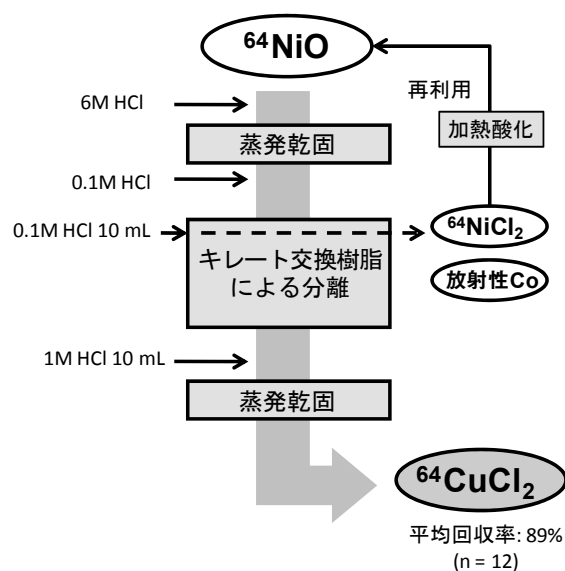 ⁶⁴NiO
再利用
6M HCl
加熱酸化
蒸発乾固
0.1M HCl
0.1M HCl 10 mL
⁶⁴NiCl₂
キレート交換樹脂
による分離
放射性Co
1M HCl 10 mL
蒸発乾固
⁶⁴CuCl₂
平均回収率: 89%
(n = 12)